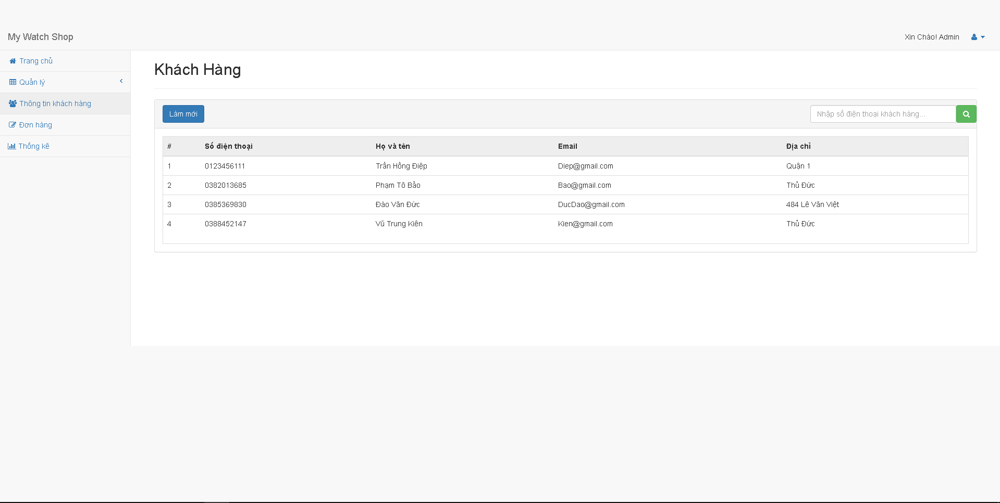 My Watch Shop
Xin Chào! Admin
Trang chủ
Quản lý
Thông tin khách hàng
Đơn hàng
Thống kê
Khách Hàng
Làm mới
Nhập số điện thoại khách hàng...
# Số điện thoại Họ và tên Email Địa chỉ
1 0123456111 Trần Hồng Điệp Diep@gmail.com Quận 1
2 0382013685 Phạm Tô Bảo Bao@gmail.com Thủ Đức
3 0385369830 Đào Văn Đức DucDao@gmail.com 484 Lê Văn Việt
4 0388452147 Vũ Trung Kiên Kien@gmail.com Thủ Đức